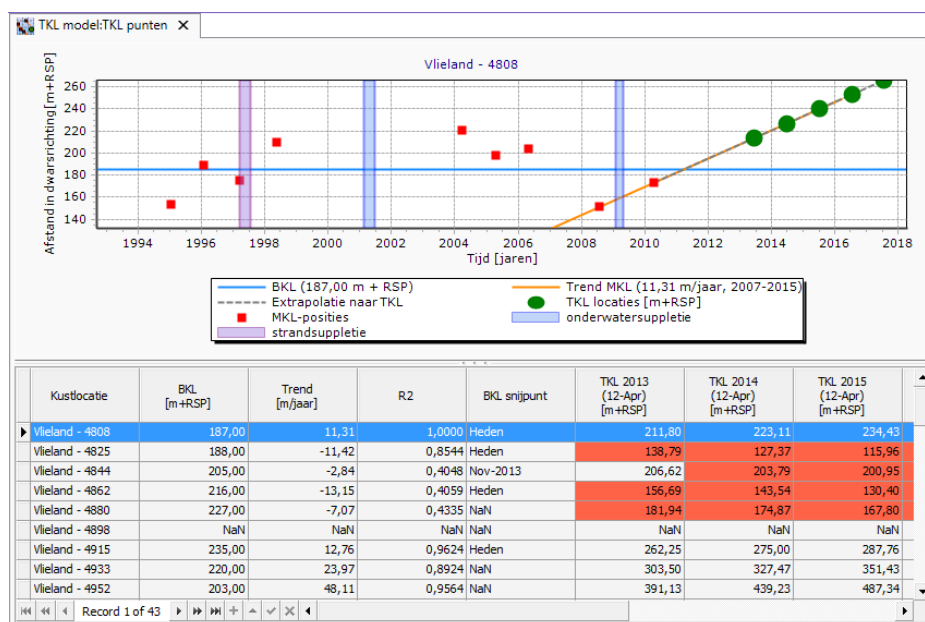 TKL model:TKL punten
Vlieland - 4808
Afstand in dwarsrichting[m+RSP]
260
240
220
200
180
160
140
1994 1996 1998 2000 2002 2004 2006 2008 2010 2012 2014 2016 2018
Tijd [jaren]
BKL (187,00 m + RSP) Trend MKL (11,31 m/jaar, 2007-2015)
Extrapolatie naar TKL TKL locaties [m+RSP]
MKL-posities onderwatersuppletie
strandsuppletie
Kustlocatie BKL [m+RSP] Trend [m/jaar] R2 BKL snijpunt TKL 2013 (12-Apr) [m+RSP] TKL 2014 (12-Apr) [m+RSP] TKL 2015 (12-Apr) [m+RSP]
Vlieland - 4808 187,00 11,31 1,0000 Heden 211,80 223,11 234,43
Vlieland - 4825 188,00 -11,42 0,8544 Heden 138,79 127,37 115,96
Vlieland - 4844 205,00 -2,84 0,4048 Nov-2013 206,62 203,79 200,95
Vlieland - 4862 216,00 -13,15 0,4059 Heden 156,69 143,54 130,40
Vlieland - 4880 227,00 -7,07 0,4335 NaN 181,94 174,87 167,80
Vlieland - 4898 NaN NaN NaN NaN NaN NaN NaN
Vlieland - 4915 235,00 12,76 0,9624 Heden 262,25 275,00 287,76
Vlieland - 4933 220,00 23,97 0,8924 NaN 303,50 327,47 351,43
Vlieland - 4952 203,00 48,11 0,9564 NaN 391,13 439,23 487,34
Record 1 of 43